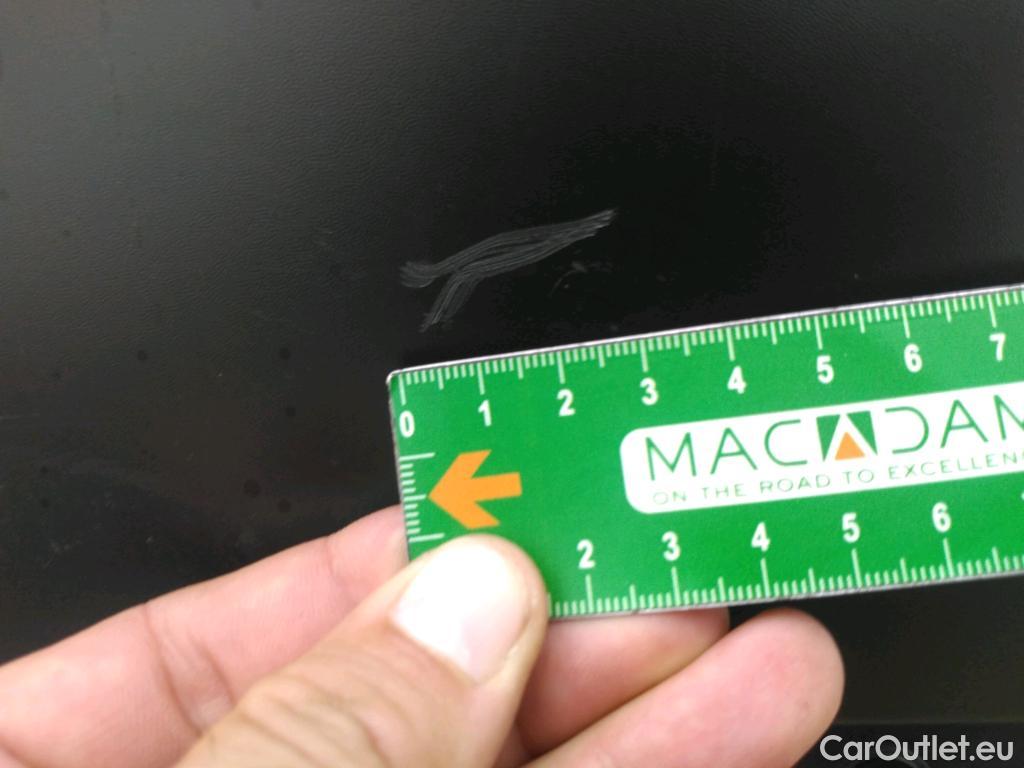 0 1 2 3 4 5 6 7
MACADAM
ON THE ROAD TO EXCELLEN
2 3 4 5 6
CarOutlet.eu